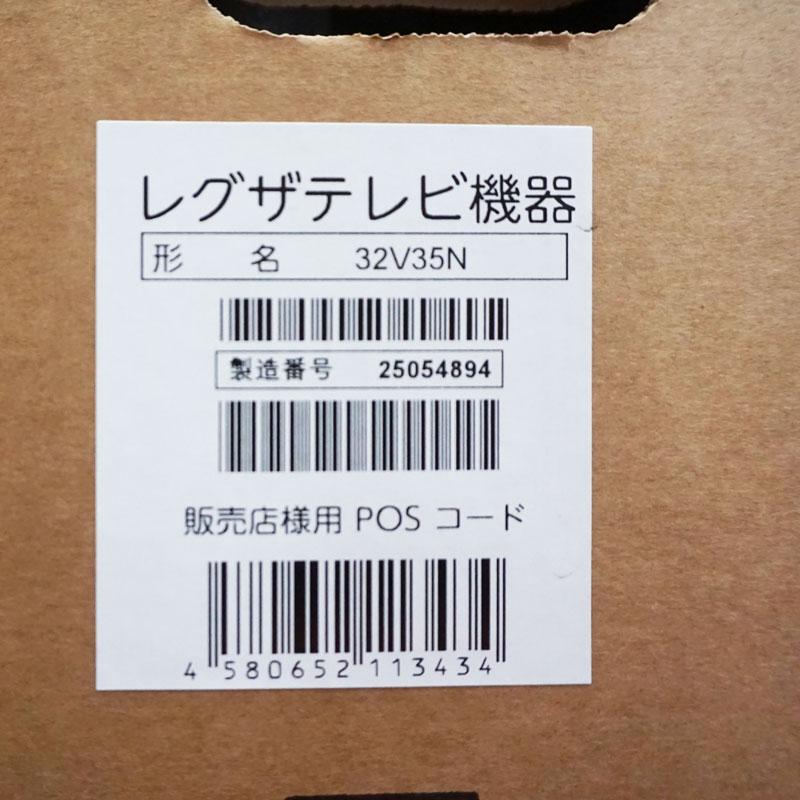 レグザテレビ機器
形 名 32V35N
製造番号 25054894
販売店様用 POS コード
4 580652 113434